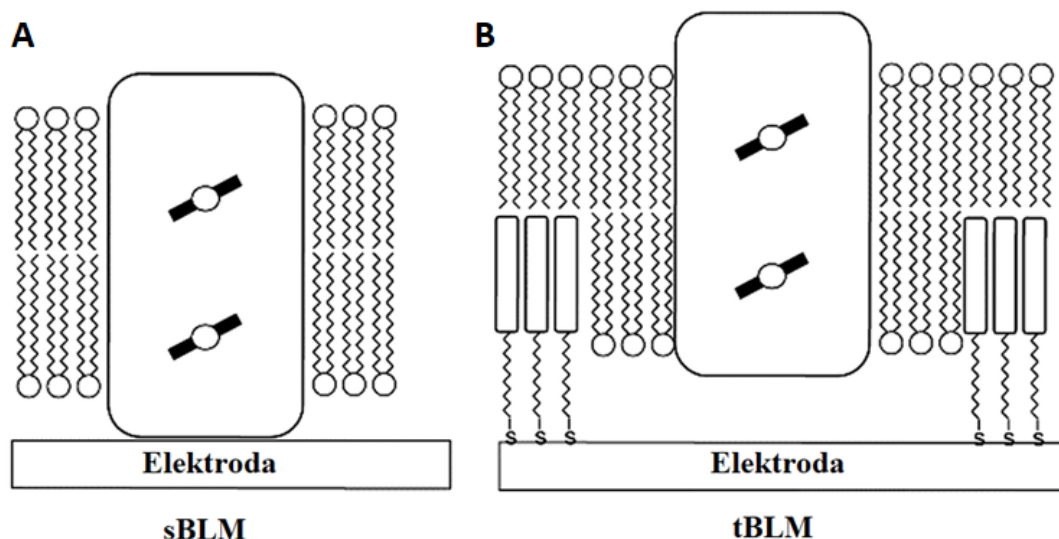 A
B
Elektroda
sBLM
S S S
S S S
Elektroda
tBLM